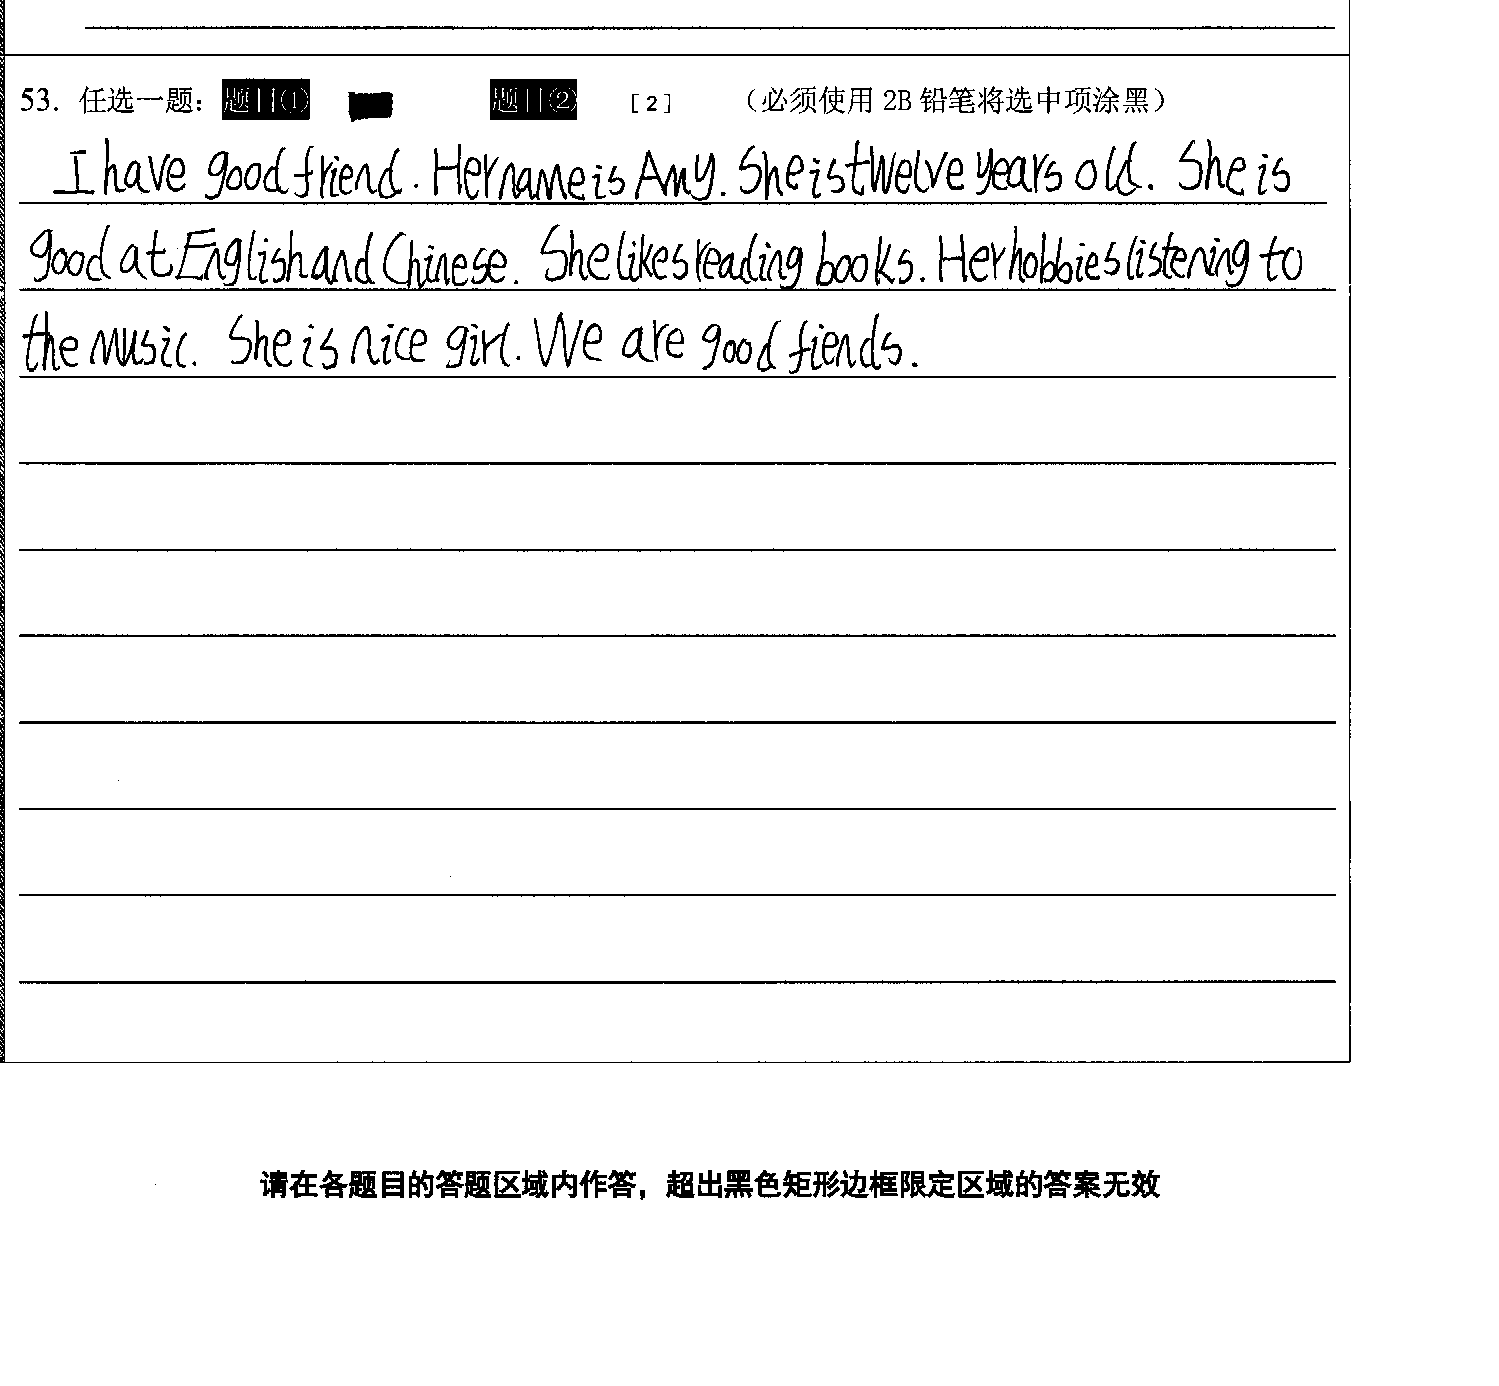 53. 任选一题： 题目① 题目② [2] （必须使用 2B 铅笔将选中项涂黑）
I have good friend. Her name is Amy. She is twelve years old. She is
good at English and Chinese. She likes reading books. Her hobbies listening to
the music. She is nice girl. We are good fiends.
请在各题目的答题区域内作答，超出黑色矩形边框限定区域的答案无效